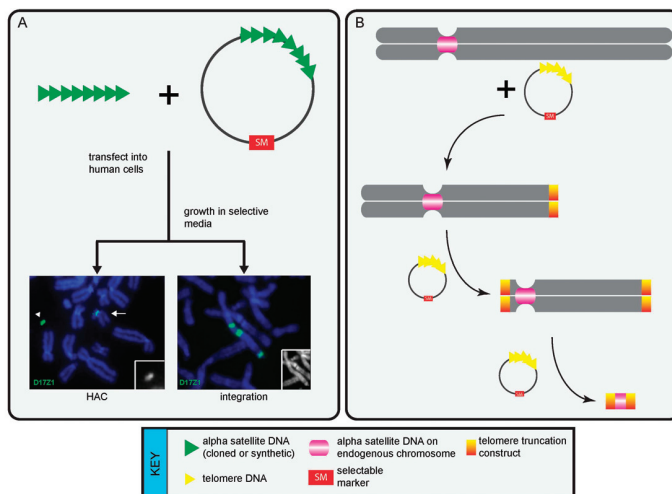 A
SM
transfect into
human cells
growth in selective
media
D17Z1
HAC
D17Z1
integration
B
SM
SM
SM
KEY
alpha satellite DNA
(cloned or synthetic)
alpha satellite DNA on
endogenous chromosome
telomere truncation
construct
telomere DNA
SM
selectable
marker